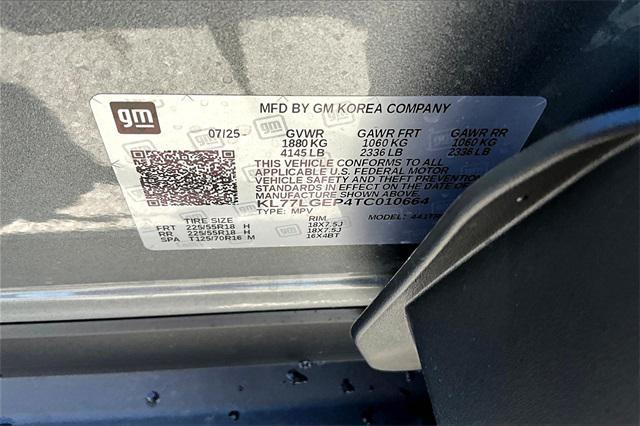 gm
MFD BY GM KOREA COMPANY
07/25 GVWR GAWR FRT GAWR RR
1880 KG 1060 KG 1060 KG
4145 LB 2336 LB 2336 LB
THIS VEHICLE CONFORMS TO ALL
APPLICABLE U.S. FEDERAL MOTOR
VEHICLE SAFETY AND THEFT PREVENTION
STANDARDS IN EFFECT ON THE DATE OF
MANUFACTURE SHOWN ABOVE.
KL77LGEP4TC010664
TYPE: MPV MODEL:
TIRE SIZE RIM
FRT 225/55R18 H 18X7.5J
RR 225/55R18 H 18X7.5J
SPA T125/70R16 M 16X4BT